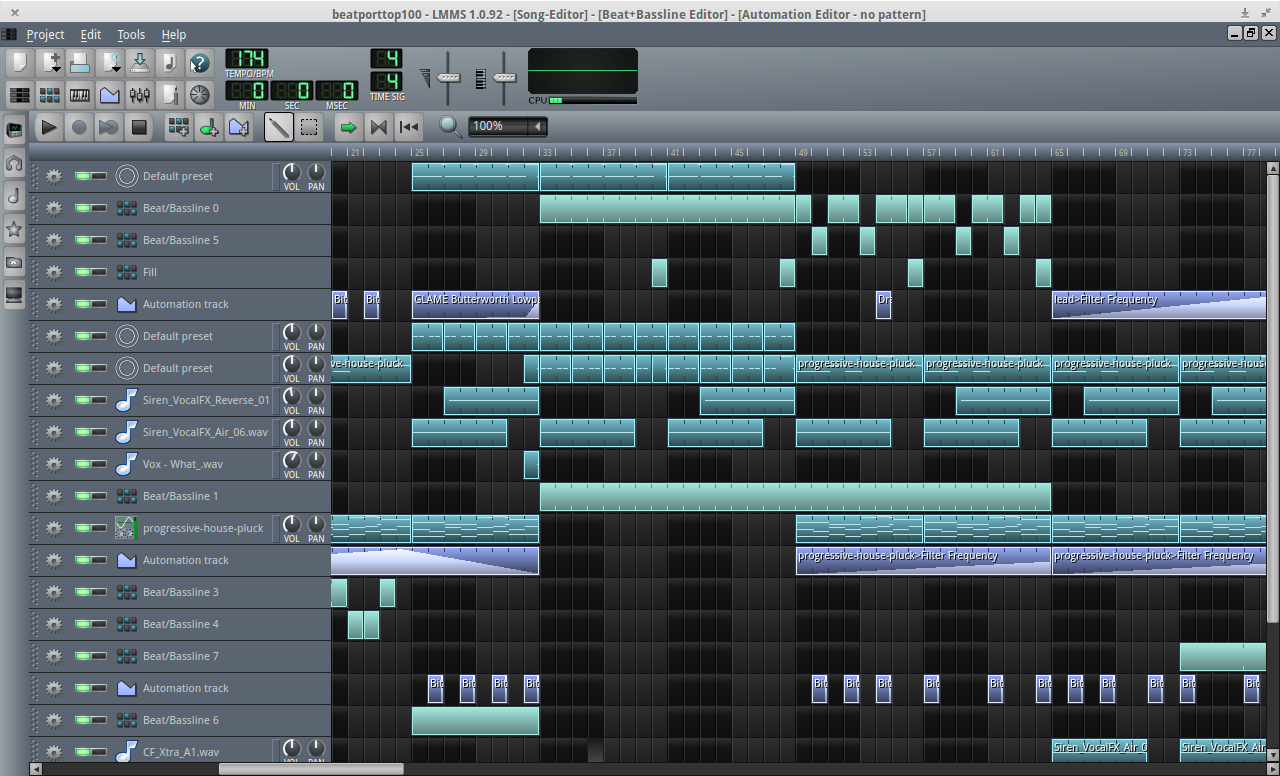 beatporttop100 - LMMS 1.0.92 - [Song-Editor] - [Beat+Bassline Editor] - [Automation Editor - no pattern]
Project Edit Tools Help
174
TEMPO/BPM
4
4
TIME SIG
0 0 0
MIN SEC MSEC
CPU
100%
21 25 29 33 37 41 45 49 53 57 61 65 69 73 77
Default preset VOL PAN
Beat/Bassline 0
Beat/Bassline 5
Fill
Automation track Bit Bit GLAME Butterworth Lowp lead>Filter Frequency
Default preset VOL PAN
Default preset VOL PAN ve-house-pluck progressive-house-pluck progressive-house-pluck progressive-house-pluck progressive-hous
Siren_VocalFX_Reverse_01 VOL PAN
Siren_VocalFX_Air_06.wav VOL PAN
Vox - What_.wav VOL PAN
Beat/Bassline 1
progressive-house-pluck VOL PAN
Automation track progressive-house-pluck>Filter Frequency progressive-house-pluck>Filter Frequency
Beat/Bassline 3
Beat/Bassline 4
Beat/Bassline 7
Automation track Bit Bit Bit Bit Bit Bit Bit Bit Bit Bit Bit Bit Bit Bit Bit
Beat/Bassline 6
CF_Xtra_A1.wav VOL PAN Siren_VocalFX_Air_0 Siren_VocalFX_Air